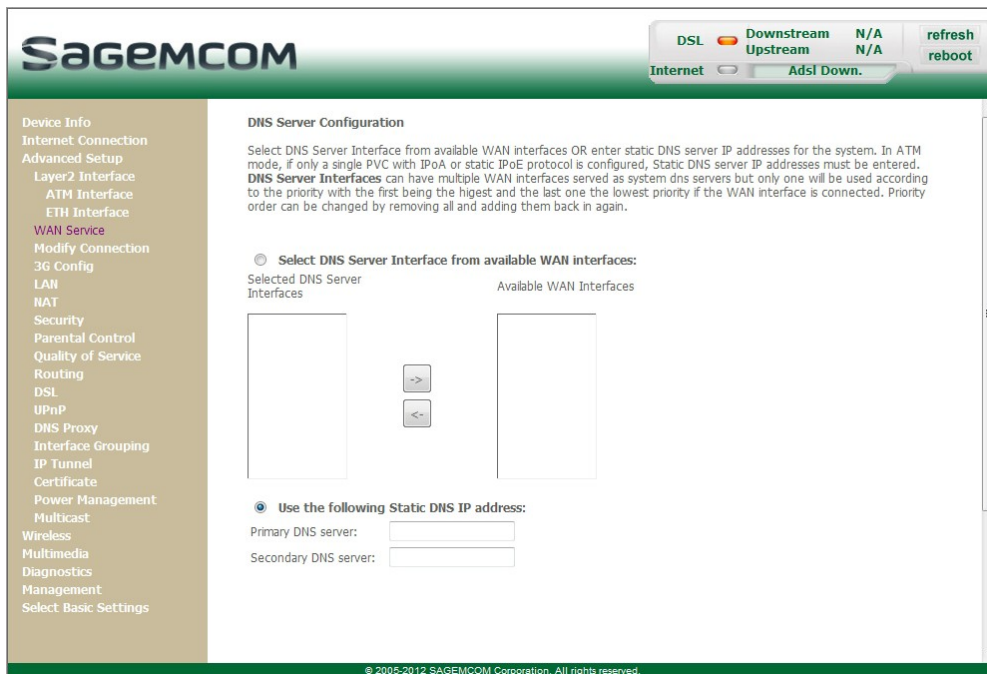 SAGEMCOM
DSL
Downstream N/A
Upstream N/A
refresh
reboot
Internet
Adsl Down.
Device Info
Internet Connection
Advanced Setup
Layer2 Interface
ATM Interface
ETH Interface
WAN Service
Modify Connection
3G Config
LAN
NAT
Security
Parental Control
Quality of Service
Routing
DSL
UPnP
DNS Proxy
Interface Grouping
IP Tunnel
Certificate
Power Management
Multicast
Wireless
Multimedia
Diagnostics
Management
Select Basic Settings
DNS Server Configuration
Select DNS Server Interface from available WAN interfaces OR enter static DNS server IP addresses for the system. In ATM
mode, if only a single PVC with IPoA or static IPoE protocol is configured, Static DNS server IP addresses must be entered.
DNS Server Interfaces can have multiple WAN interfaces served as system dns servers but only one will be used according
to the priority with the first being the higest and the last one the lowest priority if the WAN interface is connected. Priority
order can be changed by removing all and adding them back in again.
Select DNS Server Interface from available WAN interfaces:
Selected DNS Server
Interfaces
Available WAN Interfaces
->
<-
Use the following Static DNS IP address:
Primary DNS server:
Secondary DNS server:
© 2005-2012 SAGEMCOM Corporation. All rights reserved.